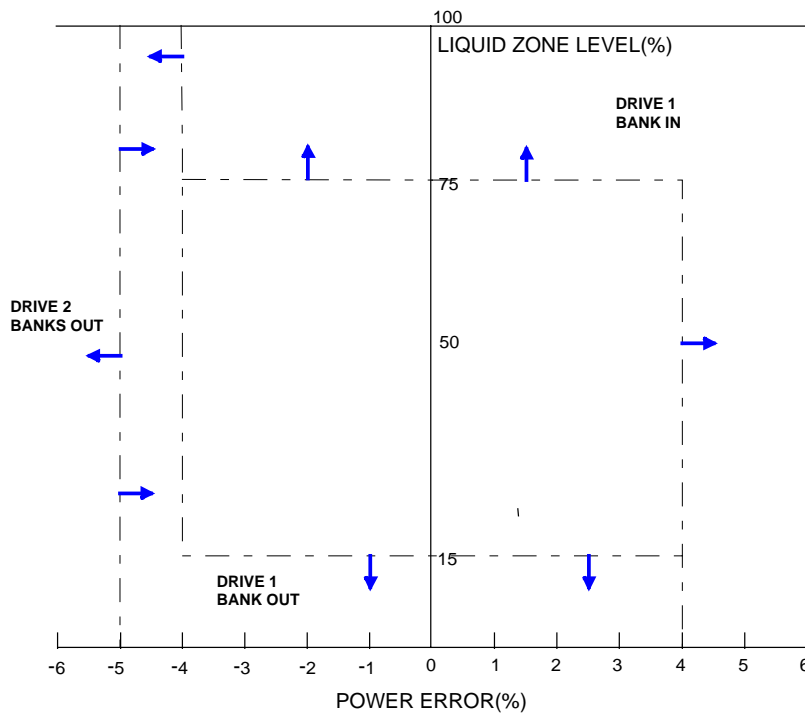 100
LIQUID ZONE LEVEL(%)
DRIVE 1
BANK IN
75
DRIVE 2
BANKS OUT
50
15
DRIVE 1
BANK OUT
-6 -5 -4 -2 -1 0 1 2 3 4 5 6
POWER ERROR(%)